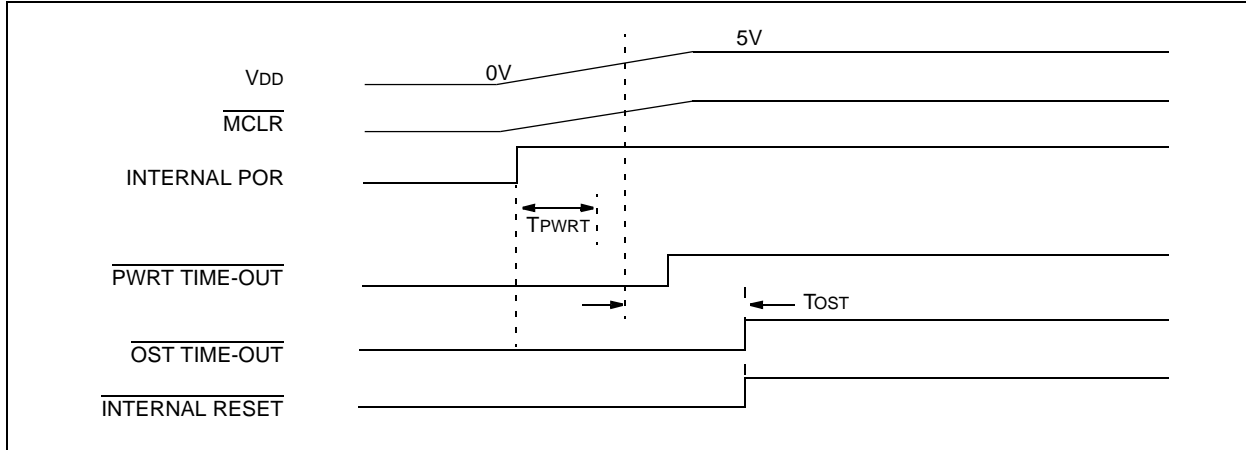 5V
VDD
0V
MCLR
INTERNAL POR
TPWRT
PWRT TIME-OUT
TOST
OST TIME-OUT
INTERNAL RESET